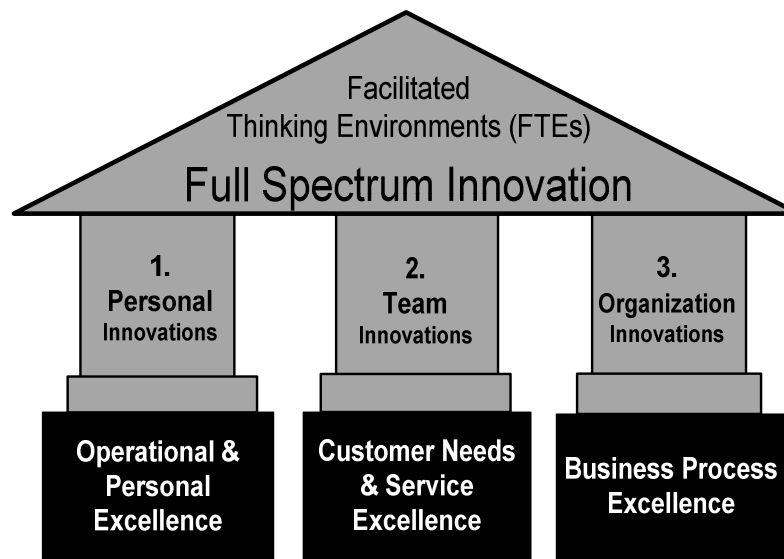 Facilitated
Thinking Environments (FTEs)
Full Spectrum Innovation
1.
Personal
Innovations
2.
Team
Innovations
3.
Organization
Innovations
Operational &
Personal
Excellence
Customer Needs
& Service
Excellence
Business Process
Excellence